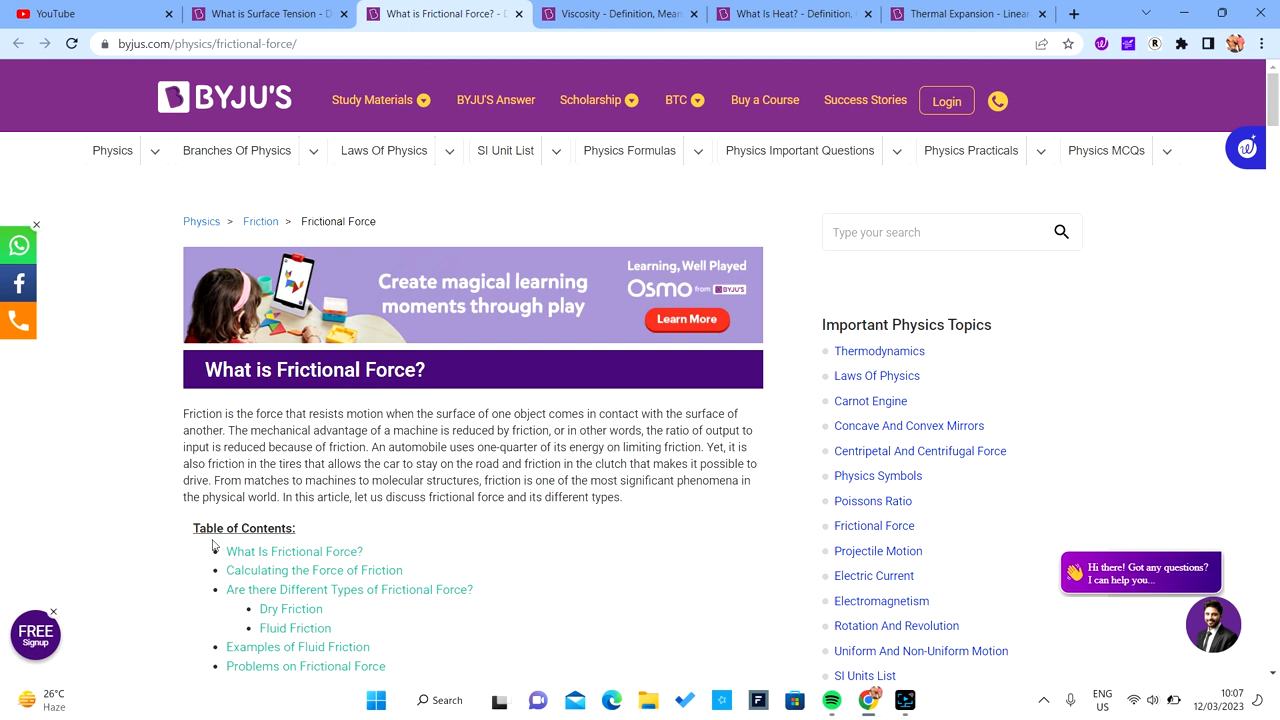 YouTube
Force - Definition,
What is Frictional F
Gravitational Force
Physics - Human E
Wave - Definition, F
What is Heat - Defi
Physics | Definition
Thermal Expansion - Linear
byjus.com/physics/frictional-force/
BYJU'S
Study Materials
BYJU'S Answer
Scholarship
BTC
Buy a Course
Success Stories
Login
Physics
Branches Of Physics
Laws Of Physics
SI Unit List
Physics Formulas
Physics Important Questions
Physics Practicals
Physics MCQs
Physics > Friction > Frictional Force
Type your search
Create magical learning
moments through play
Learning, Well Played
Osmo from BYJU'S
Learn More
What is Frictional Force?
Friction is the force that resists motion when the surface of one object comes in contact with the surface of
another. The mechanical advantage of a machine is reduced by friction, or in other words, the ratio of output to
input is reduced because of friction. An automobile uses one-quarter of its energy on limiting friction. Yet, it is
also friction in the tires that allows the car to stay on the road and friction in the clutch that makes it possible to
drive. From matches to machines to molecular structures, friction is one of the most significant phenomena in
the physical world. In this article, let us discuss frictional force and its different types.
Table of Contents:
What Is Frictional Force?
Calculating the Force of Friction
Are there Different Types of Frictional Force?
Dry Friction
Fluid Friction
Examples of Fluid Friction
Problems on Frictional Force
Important Physics Topics
Thermodynamics
Laws Of Physics
Carnot Engine
Concave And Convex Mirrors
Centripetal And Centrifugal Force
Physics Symbols
Poissons Ratio
Frictional Force
Projectile Motion
Electric Current
Electromagnetism
Rotation And Revolution
Uniform And Non-Uniform Motion
SI Units List
Hi there! Got any questions?
I can help you...
FREE
Signup
26°C
Haze
Search
ENG
US
0:07
12/03/2023